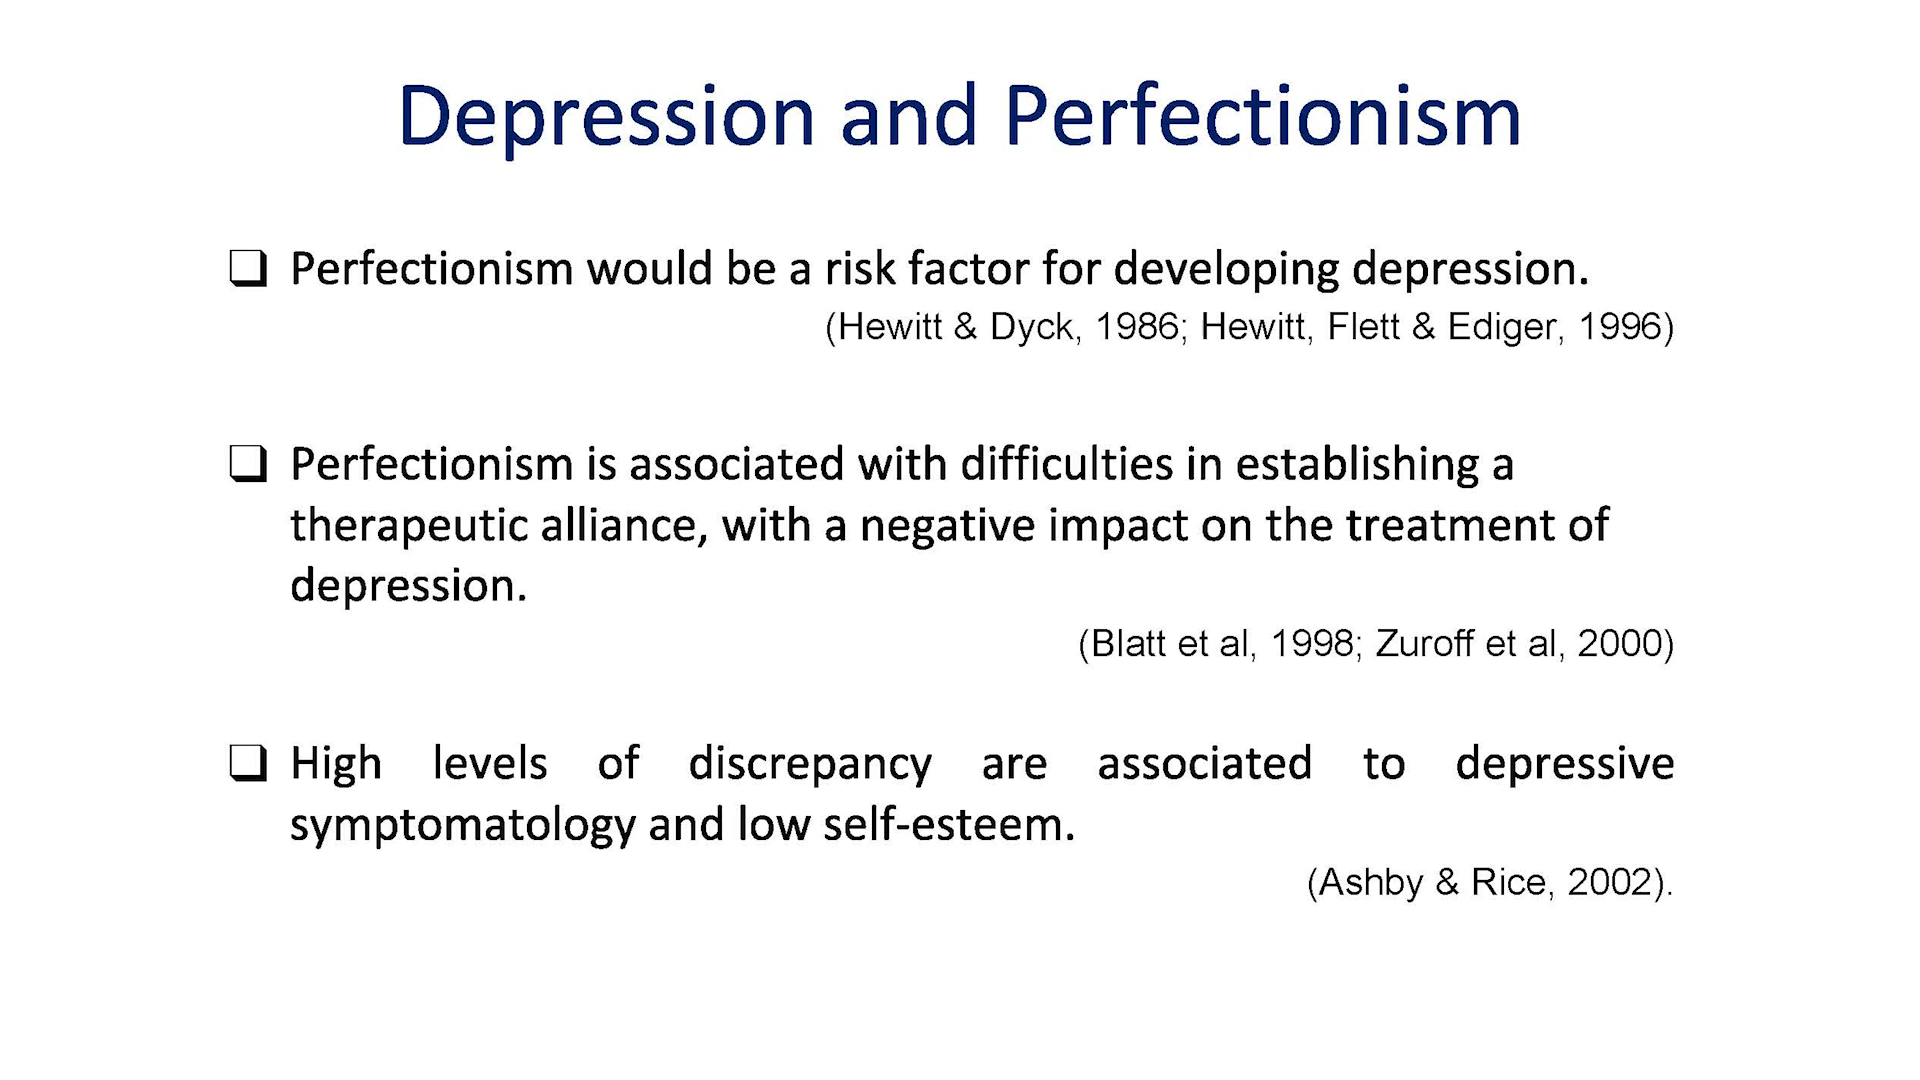 Depression and Perfectionism
❑ Perfectionism would be a risk factor for developing depression.
(Hewitt & Dyck, 1986; Hewitt, Flett & Ediger, 1996)
❑ Perfectionism is associated with difficulties in establishing a
therapeutic alliance, with a negative impact on the treatment of
depression.
(Blatt et al, 1998; Zuroff et al, 2000)
❑ High levels of discrepancy are associated to depressive
symptomatology and low self-esteem.
(Ashby & Rice, 2002).